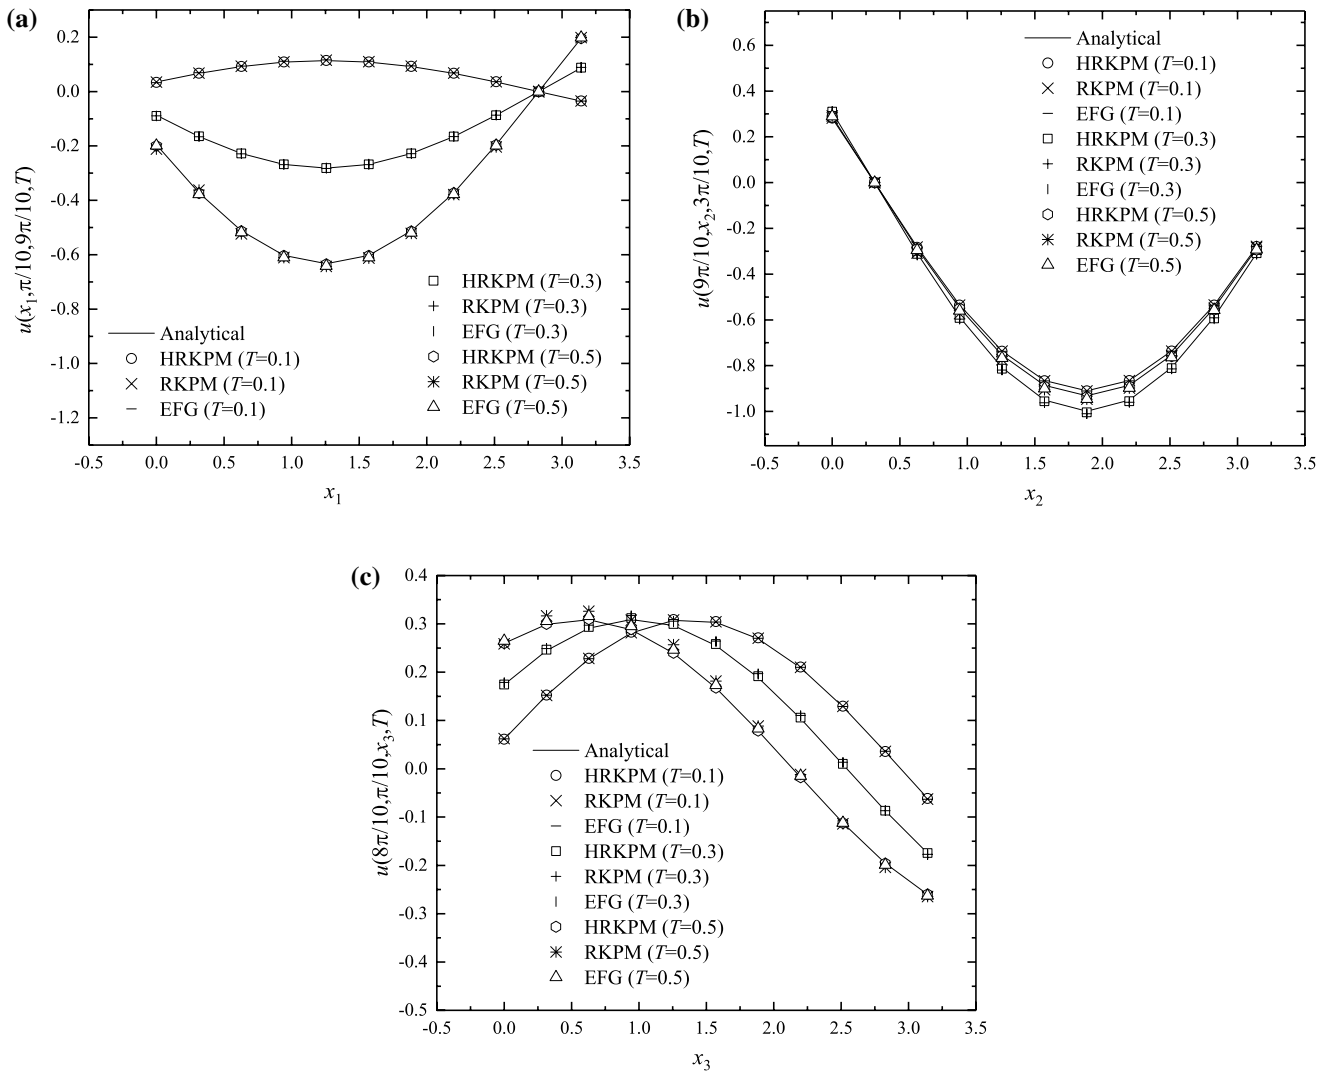 (a)
0.2
0.0
-0.2
-0.4
-0.6
-0.8
-1.0
-1.2
u(x1,π/10,9π/10,T)
Analytical
HRKPM (T=0.1)
RKPM (T=0.1)
EFG (T=0.1)
HRKPM (T=0.3)
RKPM (T=0.3)
EFG (T=0.3)
HRKPM (T=0.5)
RKPM (T=0.5)
EFG (T=0.5)
-0.5 0.0 0.5 1.0 1.5 2.0 2.5 3.0 3.5
x1
(b)
0.6
0.4
0.2
0.0
-0.2
-0.4
-0.6
-0.8
-1.0
u(9π/10,x2,3π/10,T)
Analytical
HRKPM (T=0.1)
RKPM (T=0.1)
EFG (T=0.1)
HRKPM (T=0.3)
RKPM (T=0.3)
EFG (T=0.3)
HRKPM (T=0.5)
RKPM (T=0.5)
EFG (T=0.5)
-0.5 0.0 0.5 1.0 1.5 2.0 2.5 3.0 3.5
x2
(c)
0.4
0.3
0.2
0.1
0.0
-0.1
-0.2
-0.3
-0.4
-0.5
u(8π/10,π/10,x3,T)
Analytical
HRKPM (T=0.1)
RKPM (T=0.1)
EFG (T=0.1)
HRKPM (T=0.3)
RKPM (T=0.3)
EFG (T=0.3)
HRKPM (T=0.5)
RKPM (T=0.5)
EFG (T=0.5)
-0.5 0.0 0.5 1.0 1.5 2.0 2.5 3.0 3.5
x3